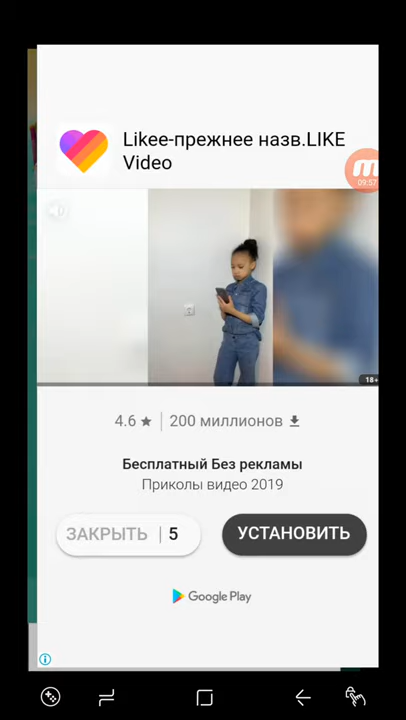 Likee-прежнее назв.LIKE
Video
09:57
18+
4.6 ★ | 200 миллионов
Бесплатный Без рекламы
Приколы видео 2019
ЗАКРЫТЬ | 5
УСТАНОВИТЬ
Google Play